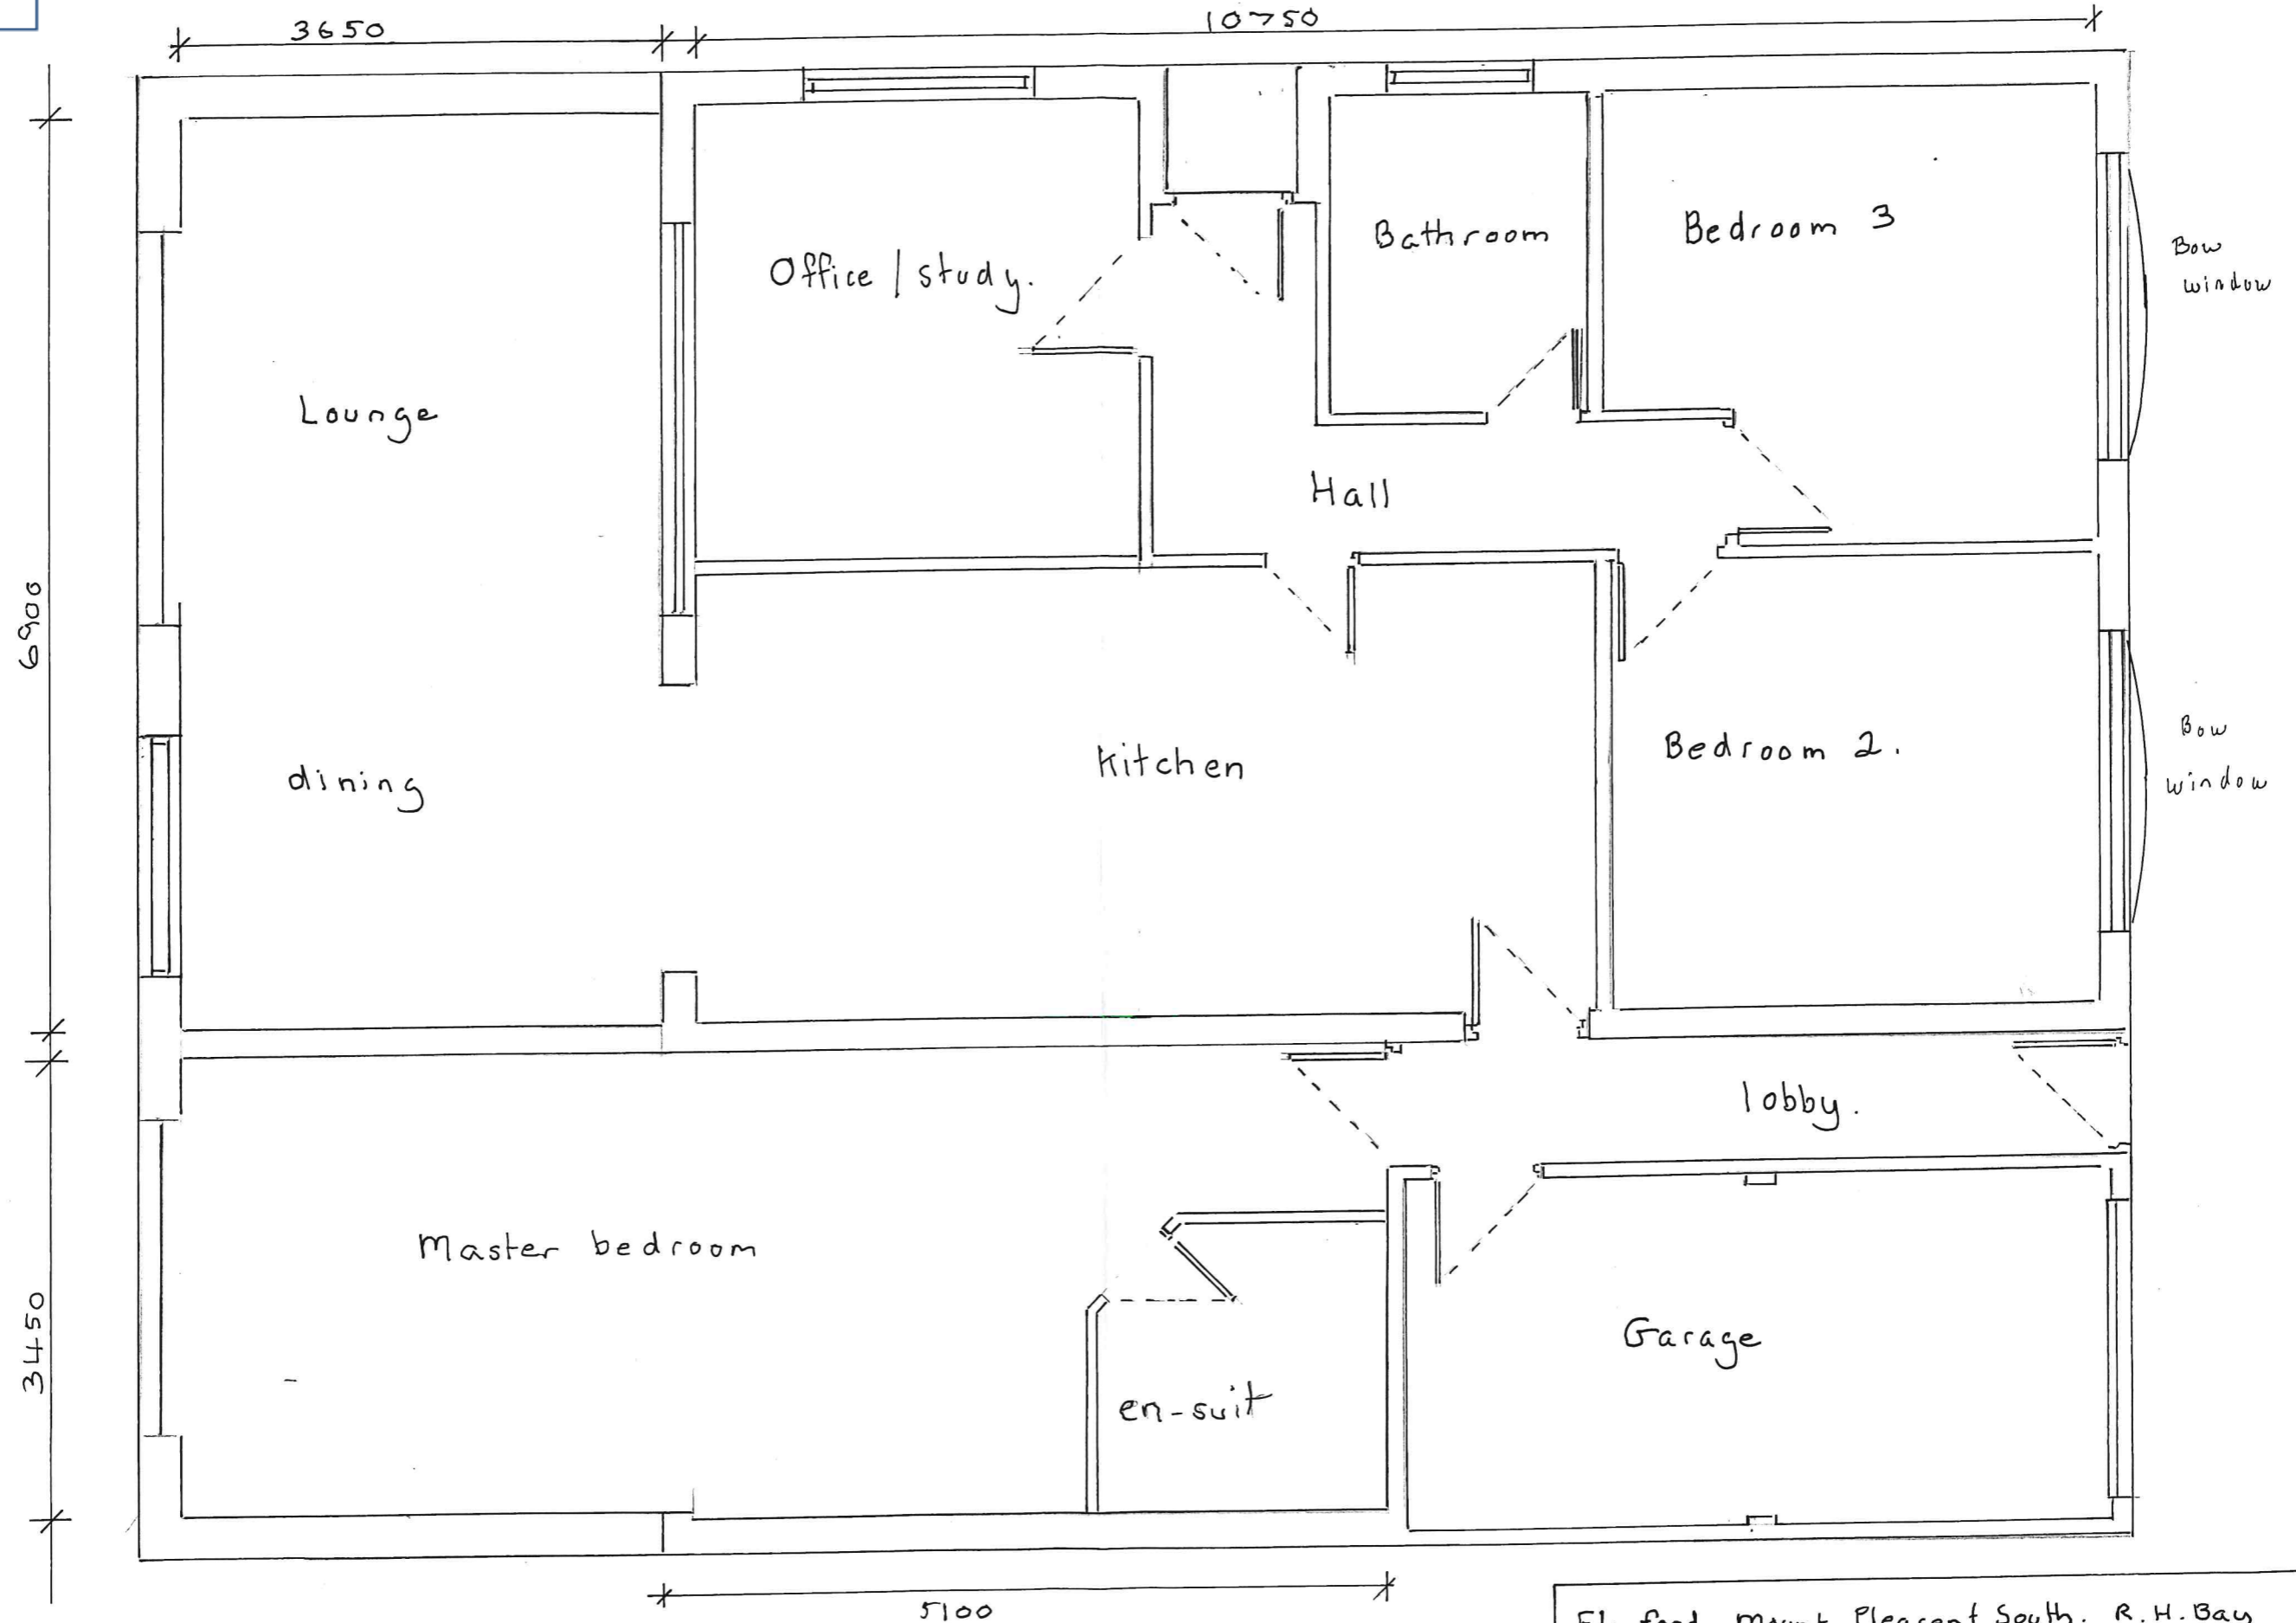 3650
10750
Bow
window
Bathroom
Bedroom 3
Office / study.
Lounge
Hall
6900
Bow
window
Kitchen
Bedroom 2.
dining
lobby.
Master bedroom
Garage
3450
en-suit
5100
Mount Pleasant South. R.H. Bay